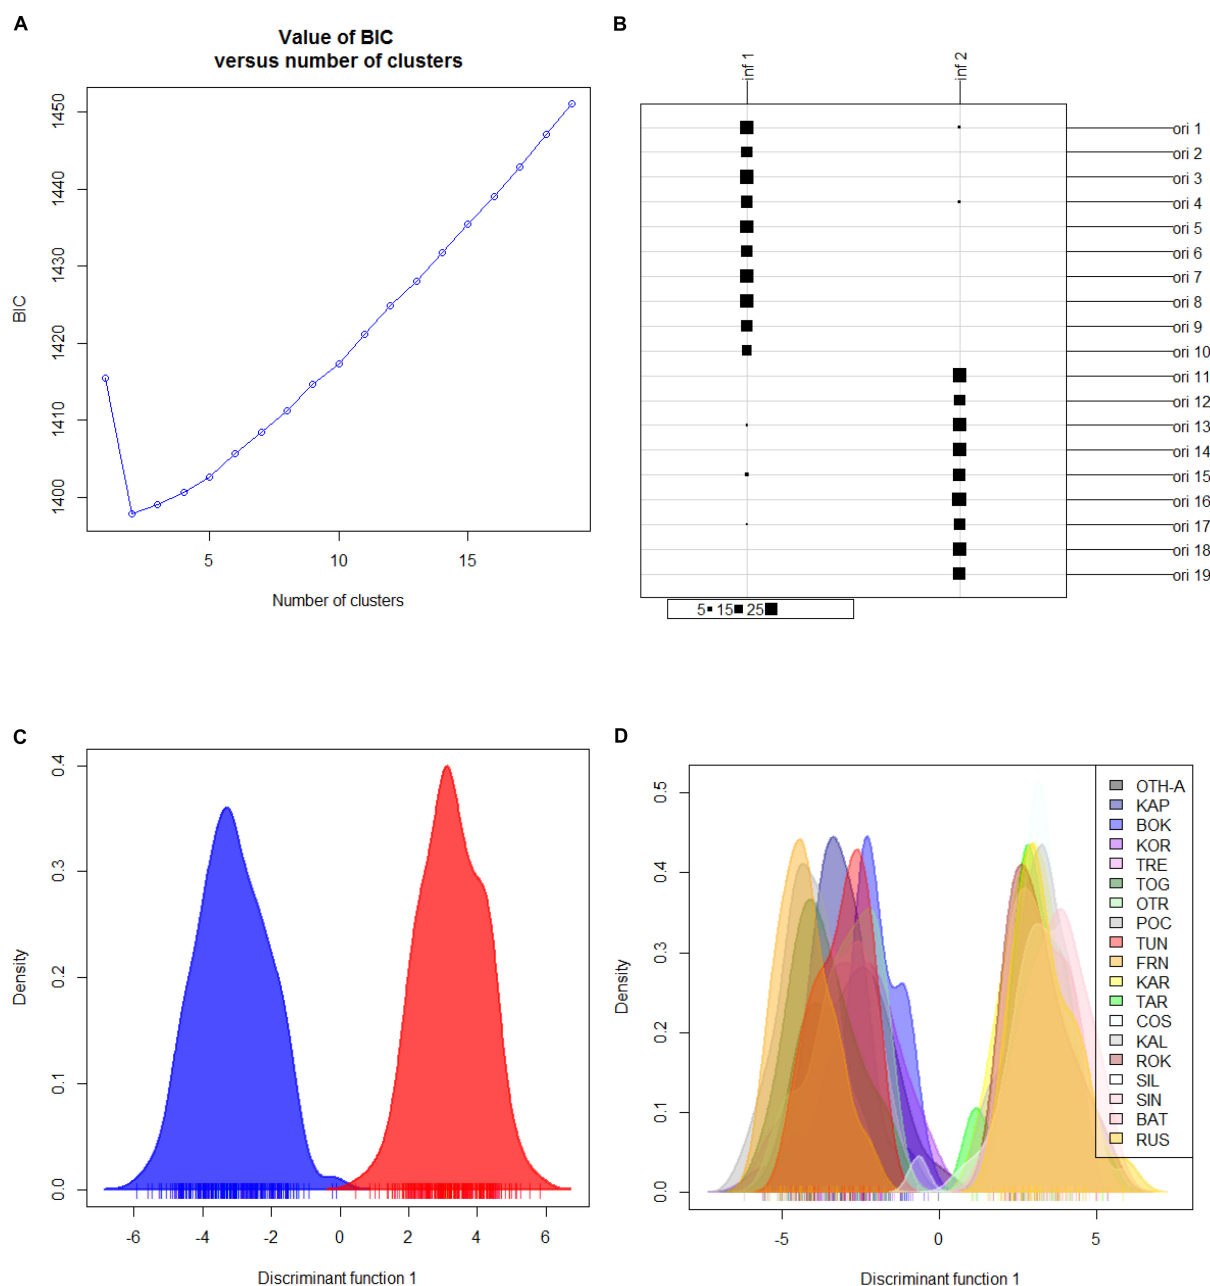 A
Value of BIC
versus number of clusters
1450
1440
1430
1420
1410
1400
BIC
5 10 15
Number of clusters
B
inf 1 inf 2
ori 1
ori 2
ori 3
ori 4
ori 5
ori 6
ori 7
ori 8
ori 9
ori 10
ori 11
ori 12
ori 13
ori 14
ori 15
ori 16
ori 17
ori 18
ori 19
5 15 25
C
0.4
0.3
0.2
0.1
0.0
Density
-6 -4 -2 0 2 4 6
Discriminant function 1
D
0.5
0.4
0.3
0.2
0.1
0.0
Density
OTH-A
KAP
BOK
KOR
TRE
TOG
OTR
POC
TUN
FRN
KAR
TAR
COS
KAL
ROK
SIL
SIN
BAT
RUS
-5 0 5
Discriminant function 1